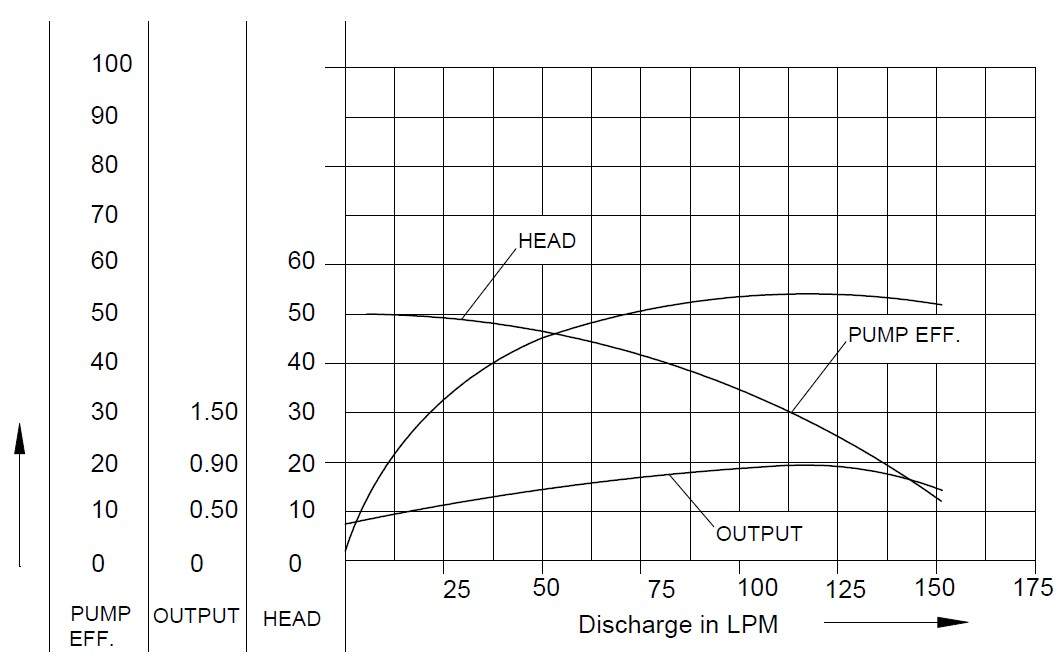 100
90
80
70
60 60
50 50
40 40
30 1.50 30
20 0.90 20
10 0.50 10
0 0 0
HEAD
PUMP EFF.
OUTPUT
25 50 75 100 125 150 175
PUMP EFF.
OUTPUT
HEAD
Discharge in LPM